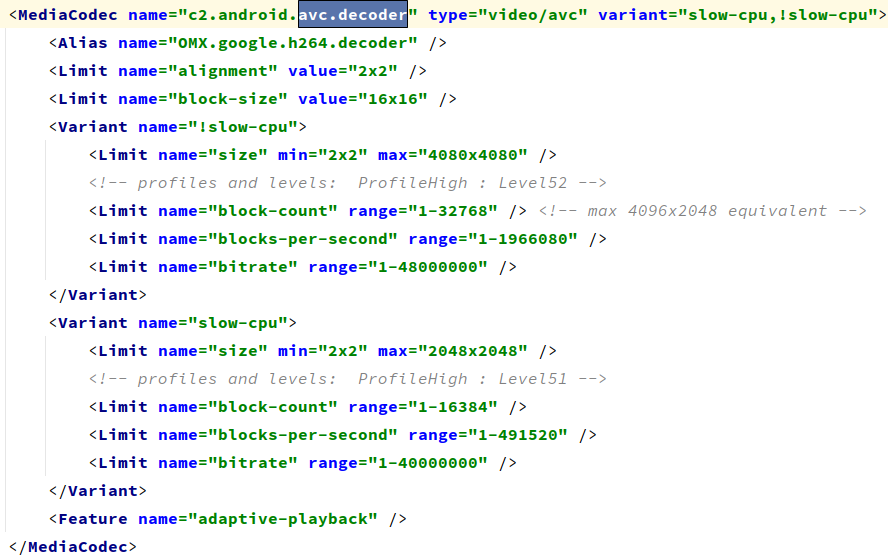 <MediaCodec name="c2.android.avc.decoder" type="video/avc" variant="slow-cpu,!slow-cpu">
    <Alias name="OMX.google.h264.decoder" />
    <Limit name="alignment" value="2x2" />
    <Limit name="block-size" value="16x16" />
    <Variant name="!slow-cpu">
        <Limit name="size" min="2x2" max="4080x4080" />
        <!-- profiles and levels:  ProfileHigh : Level52 -->
        <Limit name="block-count" range="1-32768" /> <!-- max 4096x2048 equivalent -->
        <Limit name="blocks-per-second" range="1-1966080" />
        <Limit name="bitrate" range="1-48000000" />
    </Variant>
    <Variant name="slow-cpu">
        <Limit name="size" min="2x2" max="2048x2048" />
        <!-- profiles and levels:  ProfileHigh : Level51 -->
        <Limit name="block-count" range="1-16384" />
        <Limit name="blocks-per-second" range="1-491520" />
        <Limit name="bitrate" range="1-40000000" />
    </Variant>
    <Feature name="adaptive-playback" />
</MediaCodec>